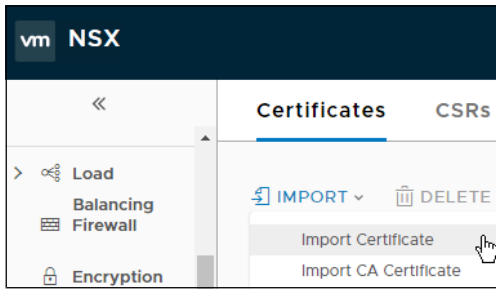 vm NSX
Certificates CSRs
Load
Balancing
Firewall
Encryption
IMPORT DELETE
Import Certificate
Import CA Certificate